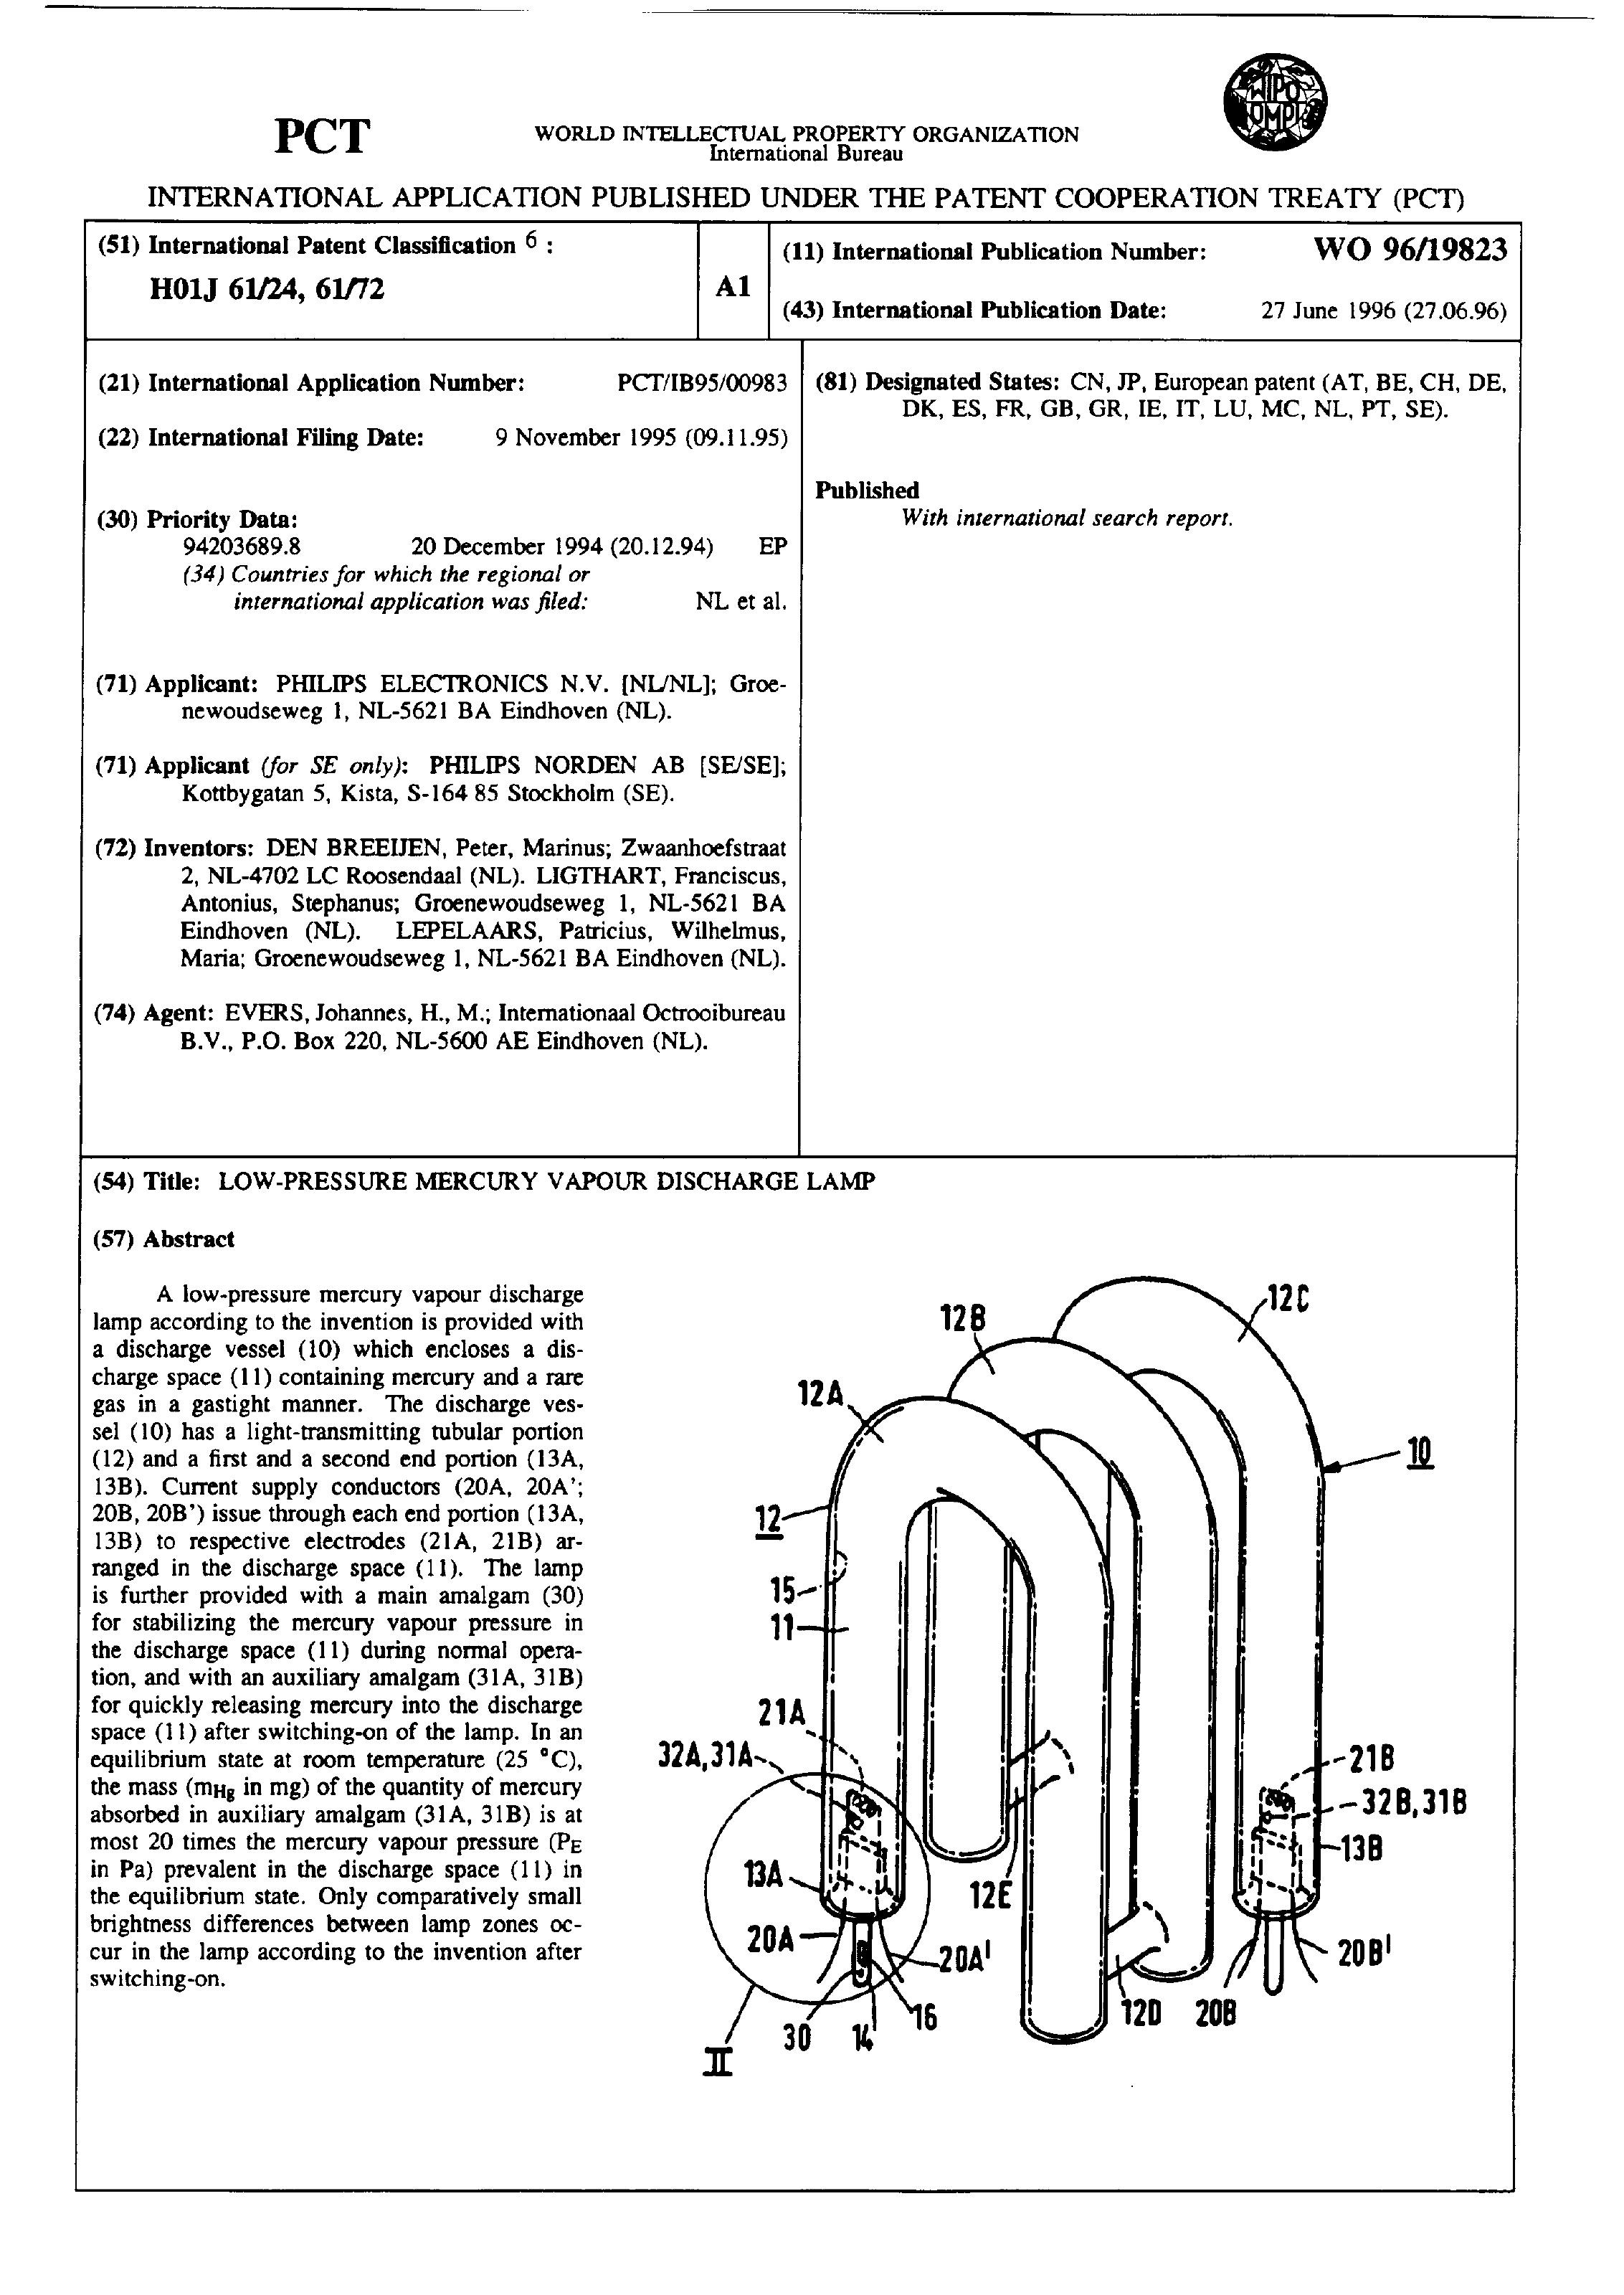 WIPO
OMPI
PCT
WORLD INTELLECTUAL PROPERTY ORGANIZATION
International Bureau
INTERNATIONAL APPLICATION PUBLISHED UNDER THE PATENT COOPERATION TREATY (PCT)
(51) International Patent Classification 6 :
H01J 61/24, 61/72
A1
(11) International Publication Number: WO 96/19823
(43) International Publication Date: 27 June 1996 (27.06.96)
(21) International Application Number: PCT/IB95/00983
(22) International Filing Date: 9 November 1995 (09.11.95)
(30) Priority Data:
94203689.8 20 December 1994 (20.12.94) EP
(34) Countries for which the regional or
international application was filed: NL et al.
(71) Applicant: PHILIPS ELECTRONICS N.V. [NL/NL]; Groe-
newoudseweg 1, NL-5621 BA Eindhoven (NL).
(71) Applicant (for SE only): PHILIPS NORDEN AB [SE/SE];
Kottbygatan 5, Kista, S-164 85 Stockholm (SE).
(72) Inventors: DEN BREEIJEN, Peter, Marinus; Zwaanhoefstraat
2, NL-4702 LC Roosendaal (NL). LIGTHART, Franciscus,
Antonius, Stephanus; Groenewoudseweg 1, NL-5621 BA
Eindhoven (NL). LEPELAARS, Patricius, Wilhelmus,
Maria; Groenewoudseweg 1, NL-5621 BA Eindhoven (NL).
(74) Agent: EVERS, Johannes, H., M.; Internationaal Octrooibureau
B.V., P.O. Box 220, NL-5600 AE Eindhoven (NL).
(81) Designated States: CN, JP, European patent (AT, BE, CH, DE,
DK, ES, FR, GB, GR, IE, IT, LU, MC, NL, PT, SE).
Published
With international search report.
(54) Title: LOW-PRESSURE MERCURY VAPOUR DISCHARGE LAMP
(57) Abstract
A low-pressure mercury vapour discharge
lamp according to the invention is provided with
a discharge vessel (10) which encloses a dis-
charge space (11) containing mercury and a rare
gas in a gastight manner. The discharge ves-
sel (10) has a light-transmitting tubular portion
(12) and a first and a second end portion (13A,
13B). Current supply conductors (20A, 20A';
20B, 20B') issue through each end portion (13A,
13B) to respective electrodes (21A, 21B) ar-
ranged in the discharge space (11). The lamp
is further provided with a main amalgam (30)
for stabilizing the mercury vapour pressure in
the discharge space (11) during normal opera-
tion, and with an auxiliary amalgam (31A, 31B)
for quickly releasing mercury into the discharge
space (11) after switching-on of the lamp. In an
equilibrium state at room temperature (25 °C),
the mass (mHg in mg) of the quantity of mercury
absorbed in auxiliary amalgam (31A, 31B) is at
most 20 times the mercury vapour pressure (PE
in Pa) prevalent in the discharge space (11) in
the equilibrium state. Only comparatively small
brightness differences between lamp zones oc-
cur in the lamp according to the invention after
switching-on.
12C
12B
12A
10
12
15
11
21A
32A,31A
21B
32B,31B
13B
13A
12E
20A
20A'
20B'
16
12D
20B
30
14
II